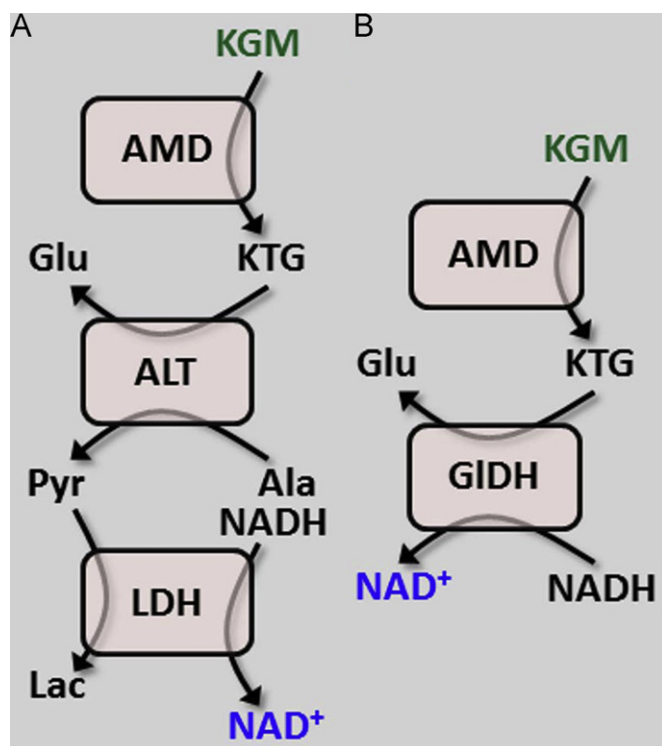 A
KGM
AMD
Glu
KTG
ALT
Pyr
Ala
NADH
LDH
Lac
NAD⁺
B
KGM
AMD
Glu
KTG
GlDH
NAD⁺
NADH